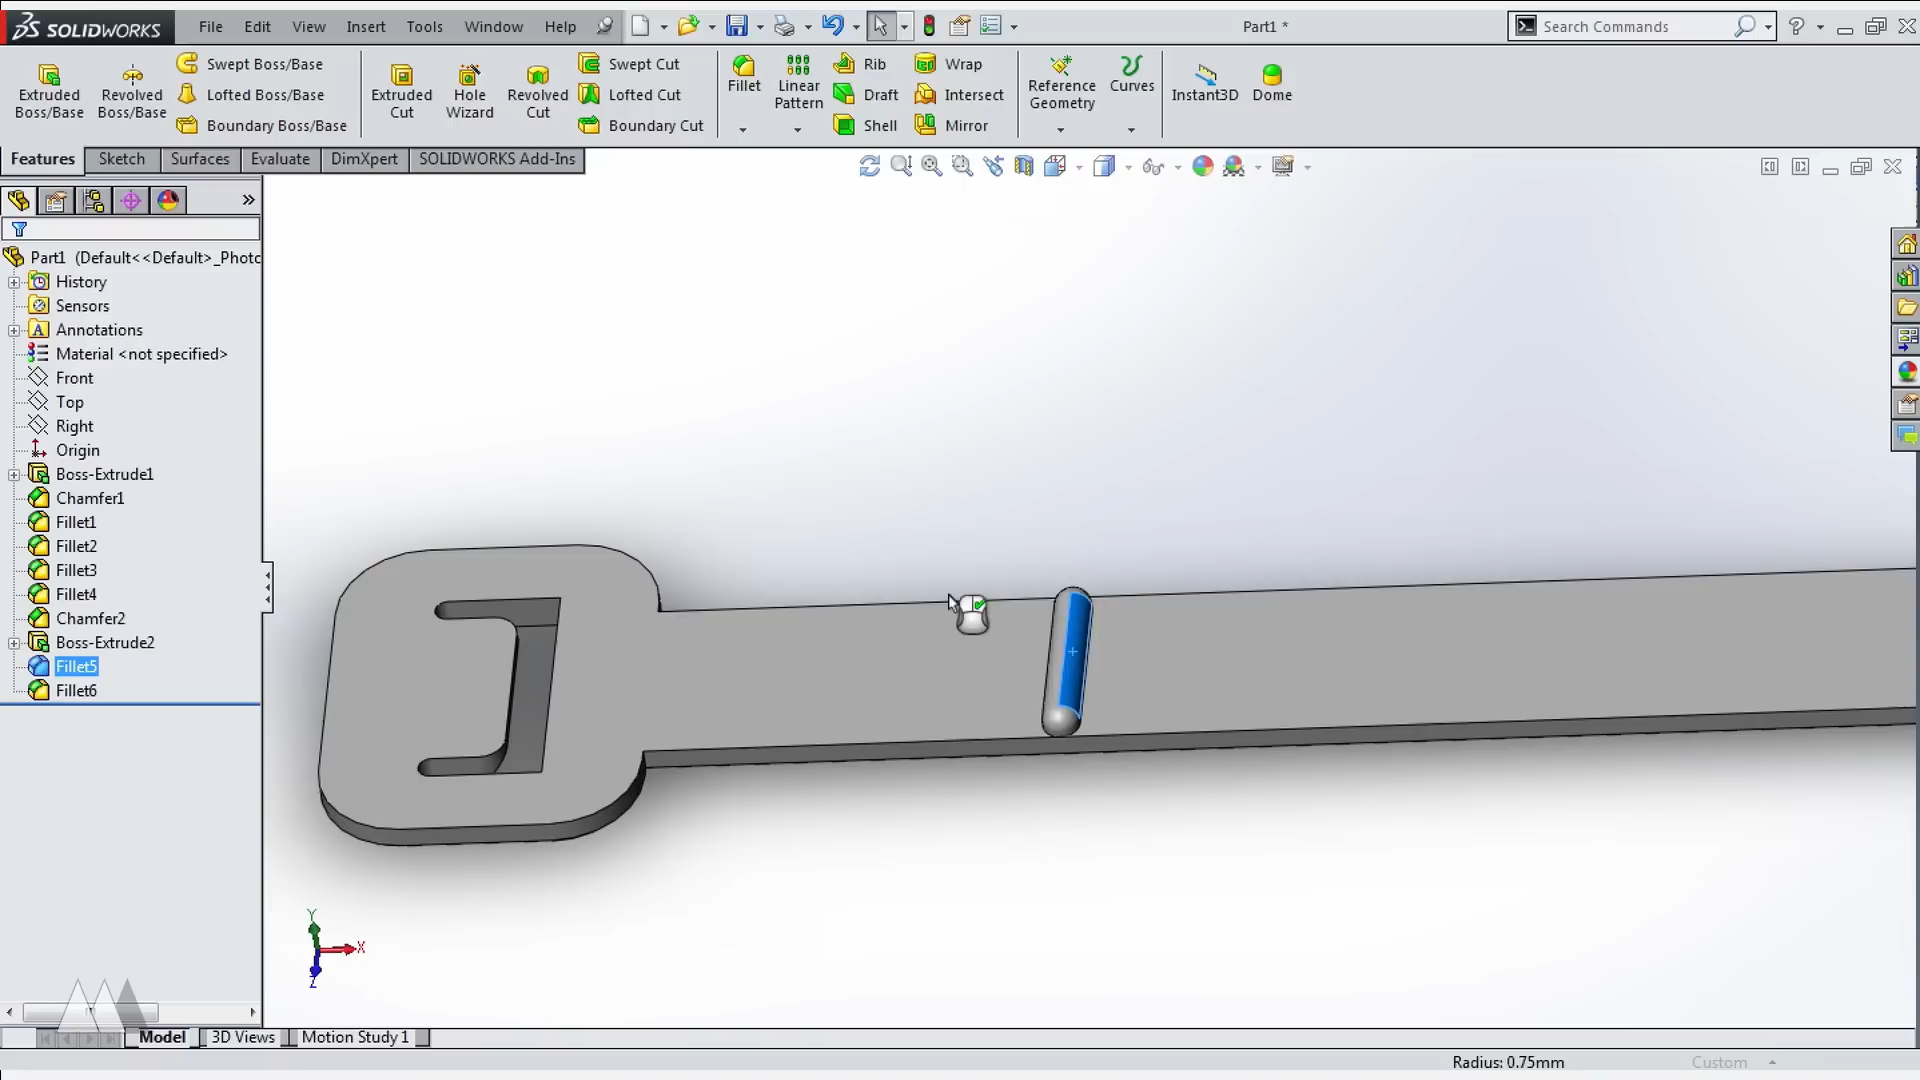 SOLIDWORKS File Edit View Insert Tools Window Help Part1 * Search Commands
Extruded Boss/Base
Revolved Boss/Base
Swept Boss/Base
Lofted Boss/Base
Boundary Boss/Base
Extruded Cut
Hole Wizard
Revolved Cut
Swept Cut
Lofted Cut
Boundary Cut
Fillet
Linear Pattern
Rib
Draft
Shell
Wrap
Intersect
Mirror
Reference Geometry
Curves
Instant3D
Dome
Features Sketch Surfaces Evaluate DimXpert SOLIDWORKS Add-Ins
Part1 (Default<<Default>_Photo
History
Sensors
Annotations
Material <not specified>
Front
Top
Right
Origin
Boss-Extrude1
Chamfer1
Fillet1
Fillet2
Fillet3
Fillet4
Chamfer2
Boss-Extrude2
Fillet5
Fillet6
Y
X
Z
Model 3D Views Motion Study 1
Radius: 0.75mm Custom